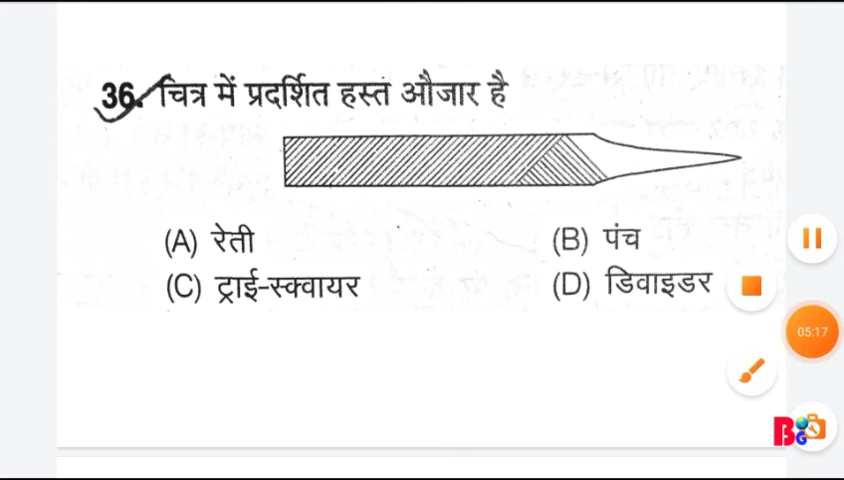 36. चित्र में प्रदर्शित हस्त औजार है
(A) रेती
(B) पंच
(C) ट्राई-स्क्वायर
(D) डिवाइडर
05:17